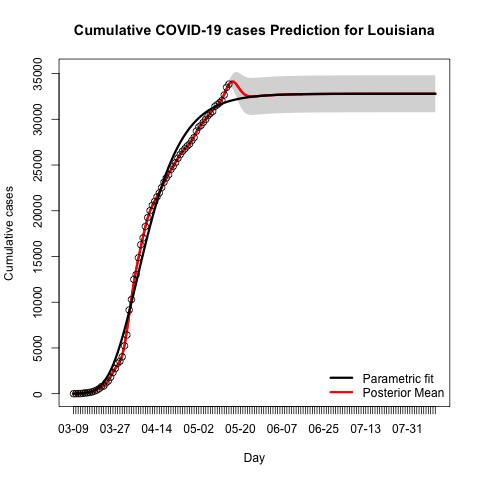 Cumulative COVID-19 cases Prediction for Louisiana
Cumulative cases
35000
30000
25000
20000
15000
10000
5000
0
Parametric fit
Posterior Mean
03-09 03-27 04-14 05-02 05-20 06-07 06-25 07-13 07-31
Day